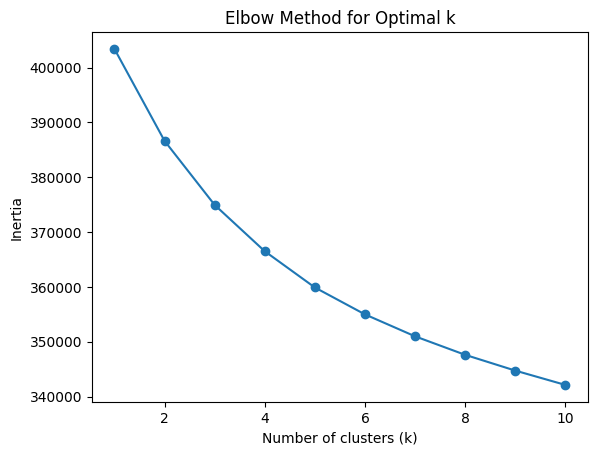 Elbow Method for Optimal k
400000
390000
380000
370000
360000
350000
340000
Inertia
2 4 6 8 10
Number of clusters (k)